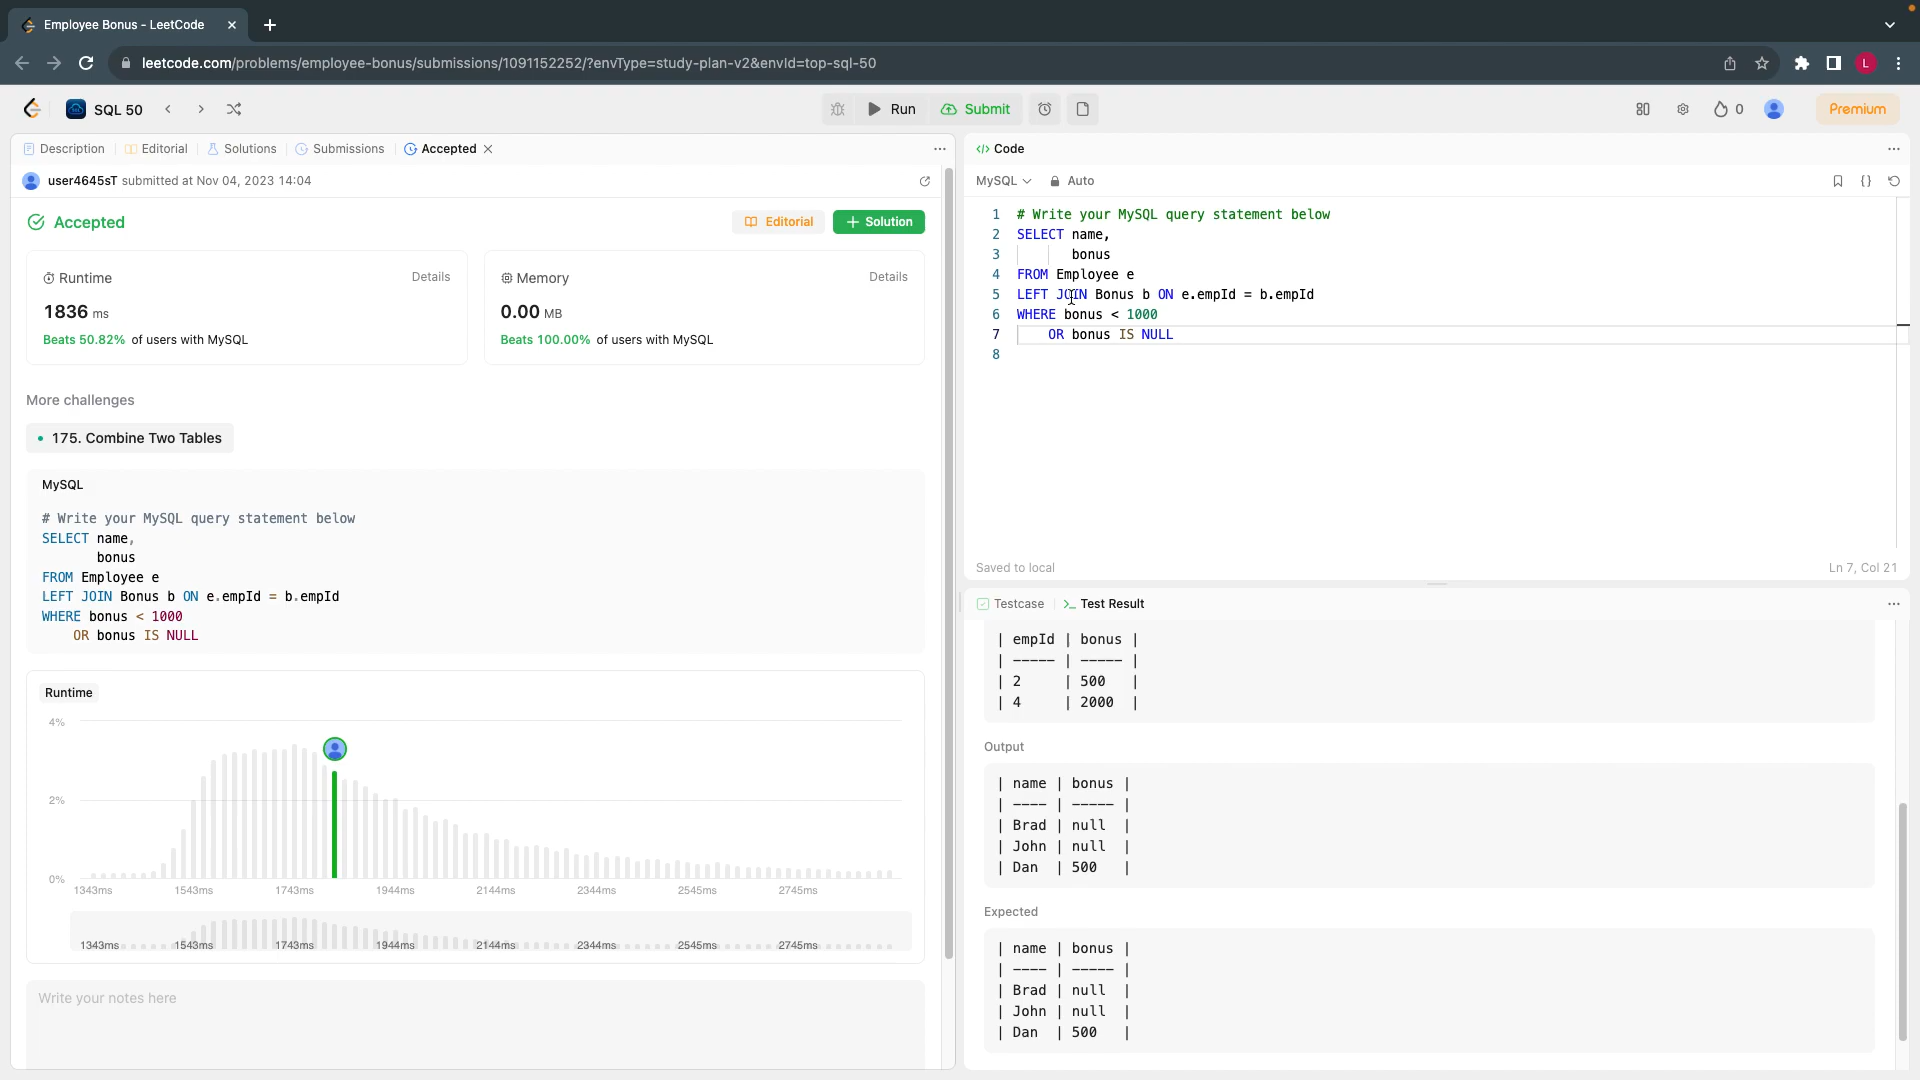 Employee Bonus - LeetCode
leetcode.com/problems/employee-bonus/submissions/1091152252/?envType=study-plan-v2&envId=top-sql-50
L
SQL 50
Run
Submit
0
Premium
Description
Editorial
Solutions
Submissions
Accepted
user4645sT submitted at Nov 04, 2023 14:04
Accepted
Editorial
Solution
Runtime
Details
1836 ms
Beats 50.82% of users with MySQL
Memory
Details
0.00 MB
Beats 100.00% of users with MySQL
More challenges
175. Combine Two Tables
MySQL
# Write your MySQL query statement below
SELECT name,
bonus
FROM Employee e
LEFT JOIN Bonus b ON e.empId = b.empId
WHERE bonus < 1000
OR bonus IS NULL
Runtime
4%
2%
0%
1343ms 1543ms 1743ms 1944ms 2144ms 2344ms 2545ms 2745ms
1343ms 1543ms 1743ms 1944ms 2144ms 2344ms 2545ms 2745ms
Write your notes here
</> Code
MySQL
Auto
{}
1 # Write your MySQL query statement below
2 SELECT name,
3 bonus
4 FROM Employee e
5 LEFT JOIN Bonus b ON e.empId = b.empId
6 WHERE bonus < 1000
7 OR bonus IS NULL
8
Saved to local
Ln 7, Col 21
Testcase
>_ Test Result
| empId | bonus |
| ----- | ----- |
| 2 | 500 |
| 4 | 2000 |
Output
| name | bonus |
| ---- | ----- |
| Brad | null |
| John | null |
| Dan | 500 |
Expected
| name | bonus |
| ---- | ----- |
| Brad | null |
| John | null |
| Dan | 500 |